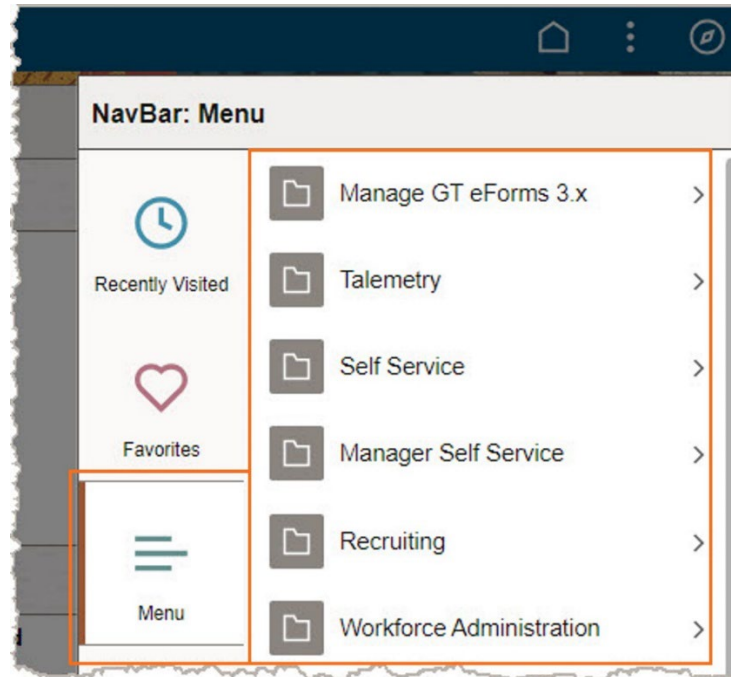 NavBar: Menu
Recently Visited
Favorites
Menu
Manage GT eForms 3.x
Talemetry
Self Service
Manager Self Service
Recruiting
Workforce Administration